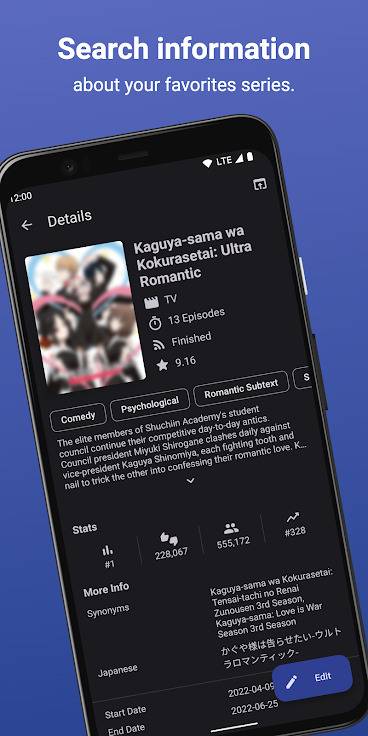 Search information
about your favorites series.
12:00
LTE
Details
Kaguya-sama wa
Kokurasetai: Ultra
Romantic
TV
13 Episodes
Finished
9.16
Comedy
Psychological
Romantic Subtext
S
The elite members of Shuchiin Academy's student
council continue their competitive day-to-day antics.
Council president Miyuki Shirogane clashes daily against
vice-president Kaguya Shinomiya, each fighting tooth and
nail to trick the other into confessing their romantic love. K...
Stats
#1
228,067
555,172
#328
More Info
Synonyms
Kaguya-sama wa Kokurasetai:
Tensai-tachi no Renai
Zunousen 3rd Season,
Kaguya-sama: Love is War
Season 3rd Season
Japanese
かぐや様は告らせたい-ウルト
ラロマンティック-
Start Date
2022-04-09
End Date
2022-06-25
Edit